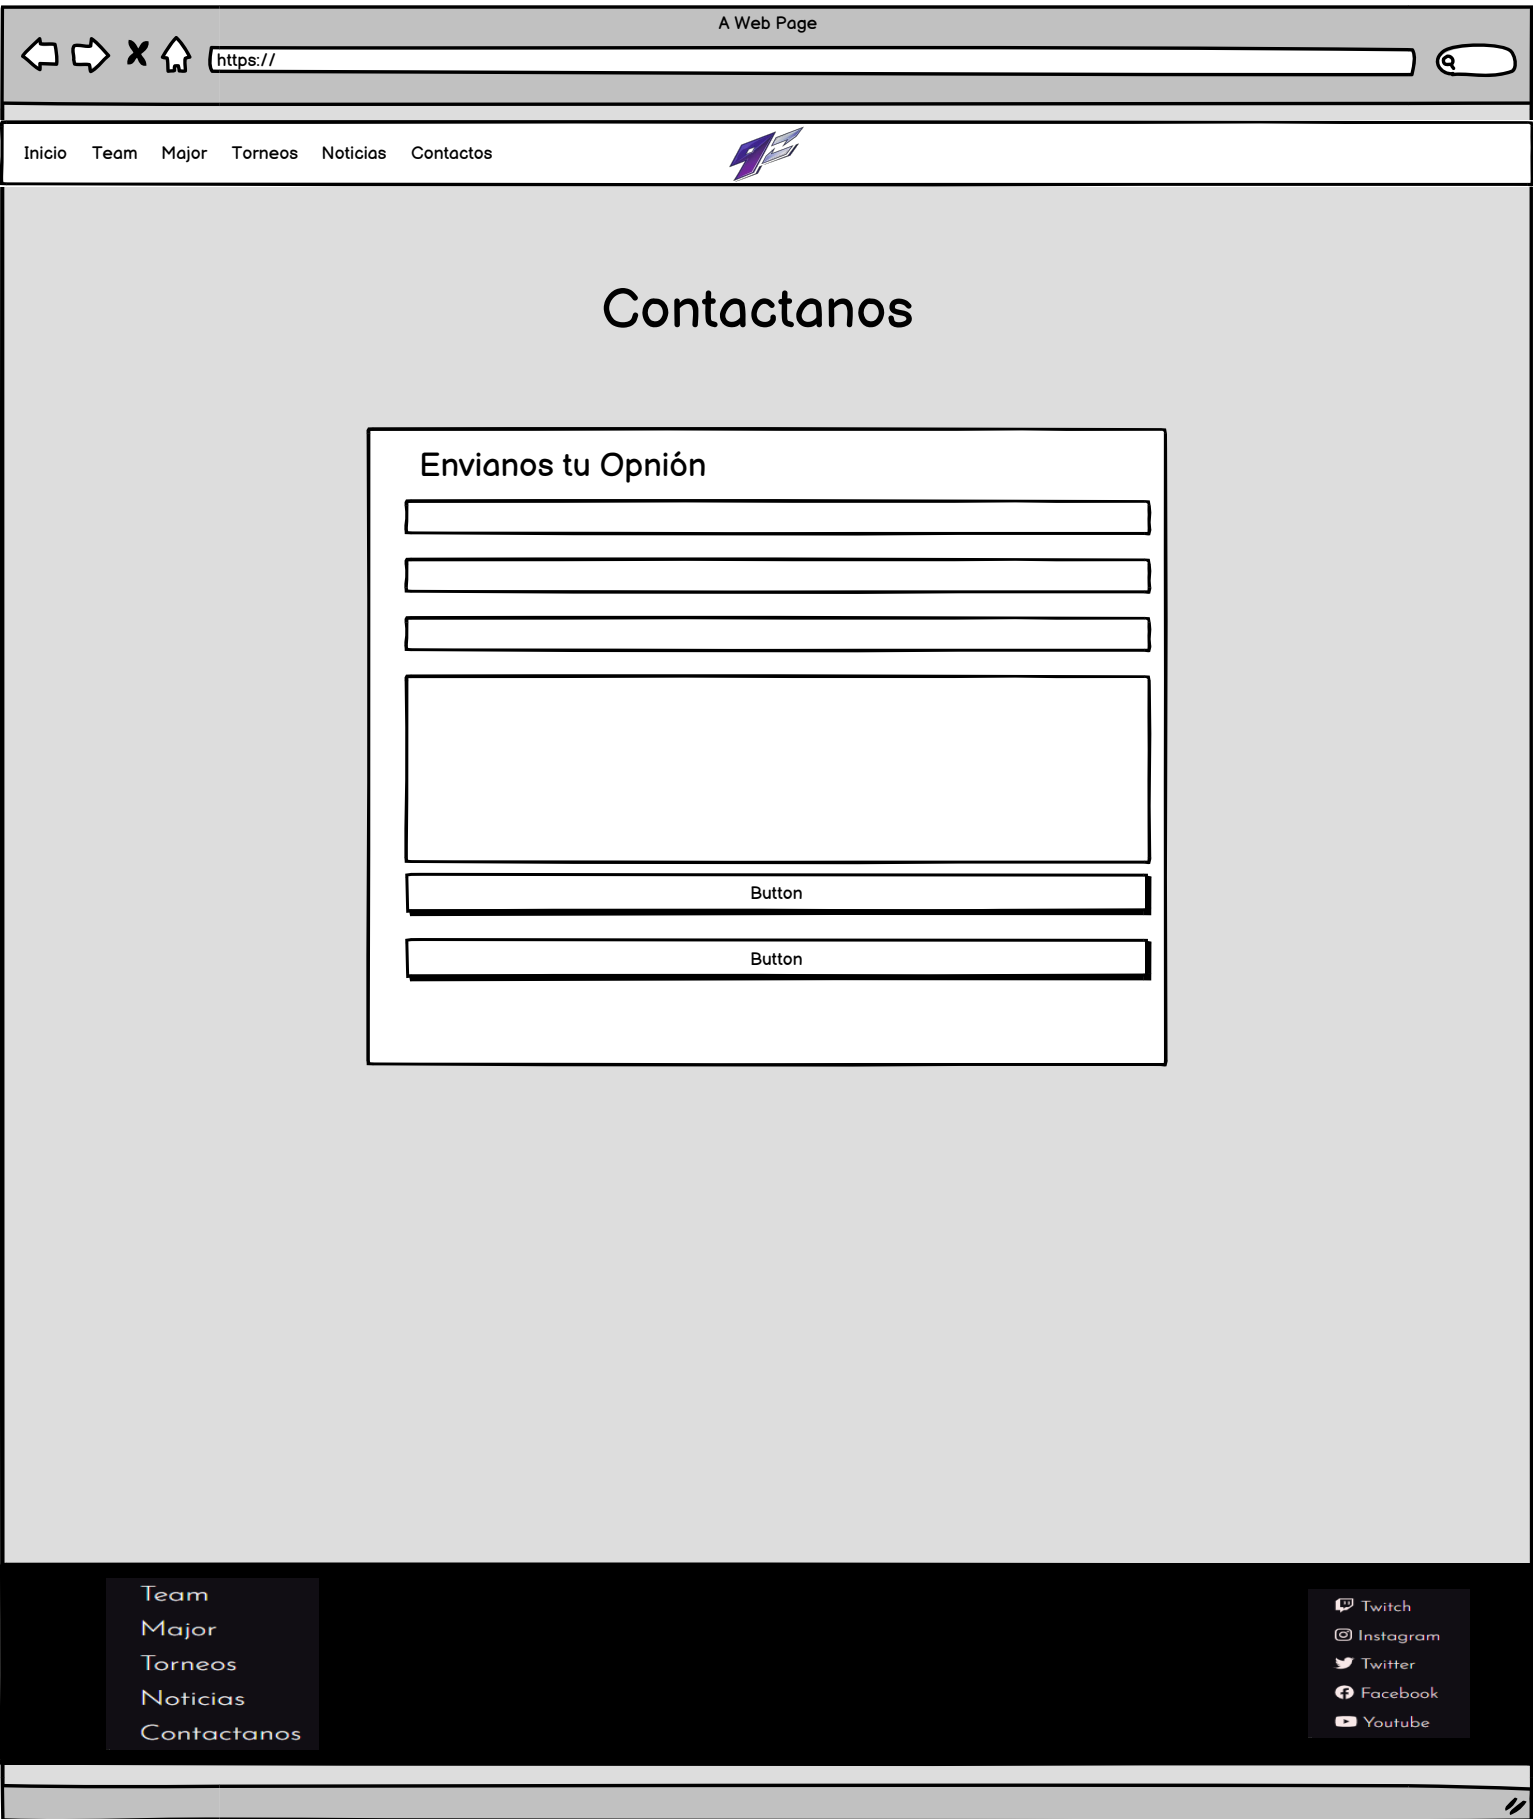 A Web Page
https://
Inicio Team Major Torneos Noticias Contactos
Contactanos
Envianos tu Opnión
Button
Button
Team
Major
Torneos
Noticias
Contactanos
Twitch
Instagram
Twitter
Facebook
Youtube